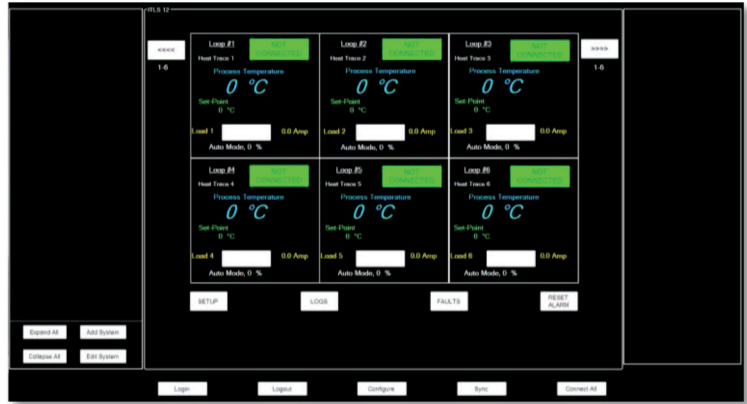 ITLS 12
<<<<
1-6
>>>>
1-6
Loop #1
NOT CONNECTED
Heat Trace 1
Process Temperature
0 °C
Set-Point
0 °C
Load 1
0.0 Amp
Auto Mode, 0 %
Loop #2
NOT CONNECTED
Heat Trace 2
Process Temperature
0 °C
Set-Point
0 °C
Load 2
0.0 Amp
Auto Mode, 0 %
Loop #3
NOT CONNECTED
Heat Trace 3
Process Temperature
0 °C
Set-Point
0 °C
Load 3
0.0 Amp
Auto Mode, 0 %
Loop #4
NOT CONNECTED
Heat Trace 4
Process Temperature
0 °C
Set-Point
0 °C
Load 4
0.0 Amp
Auto Mode, 0 %
Loop #5
NOT CONNECTED
Heat Trace 5
Process Temperature
0 °C
Set-Point
0 °C
Load 5
0.0 Amp
Auto Mode, 0 %
Loop #6
NOT CONNECTED
Heat Trace 6
Process Temperature
0 °C
Set-Point
0 °C
Load 6
0.0 Amp
Auto Mode, 0 %
SETUP
LOGS
FAULTS
RESET
ALARM
Expand All
Add System
Collapse All
Edit System
Login
Logout
Configure
Sync
Connect All